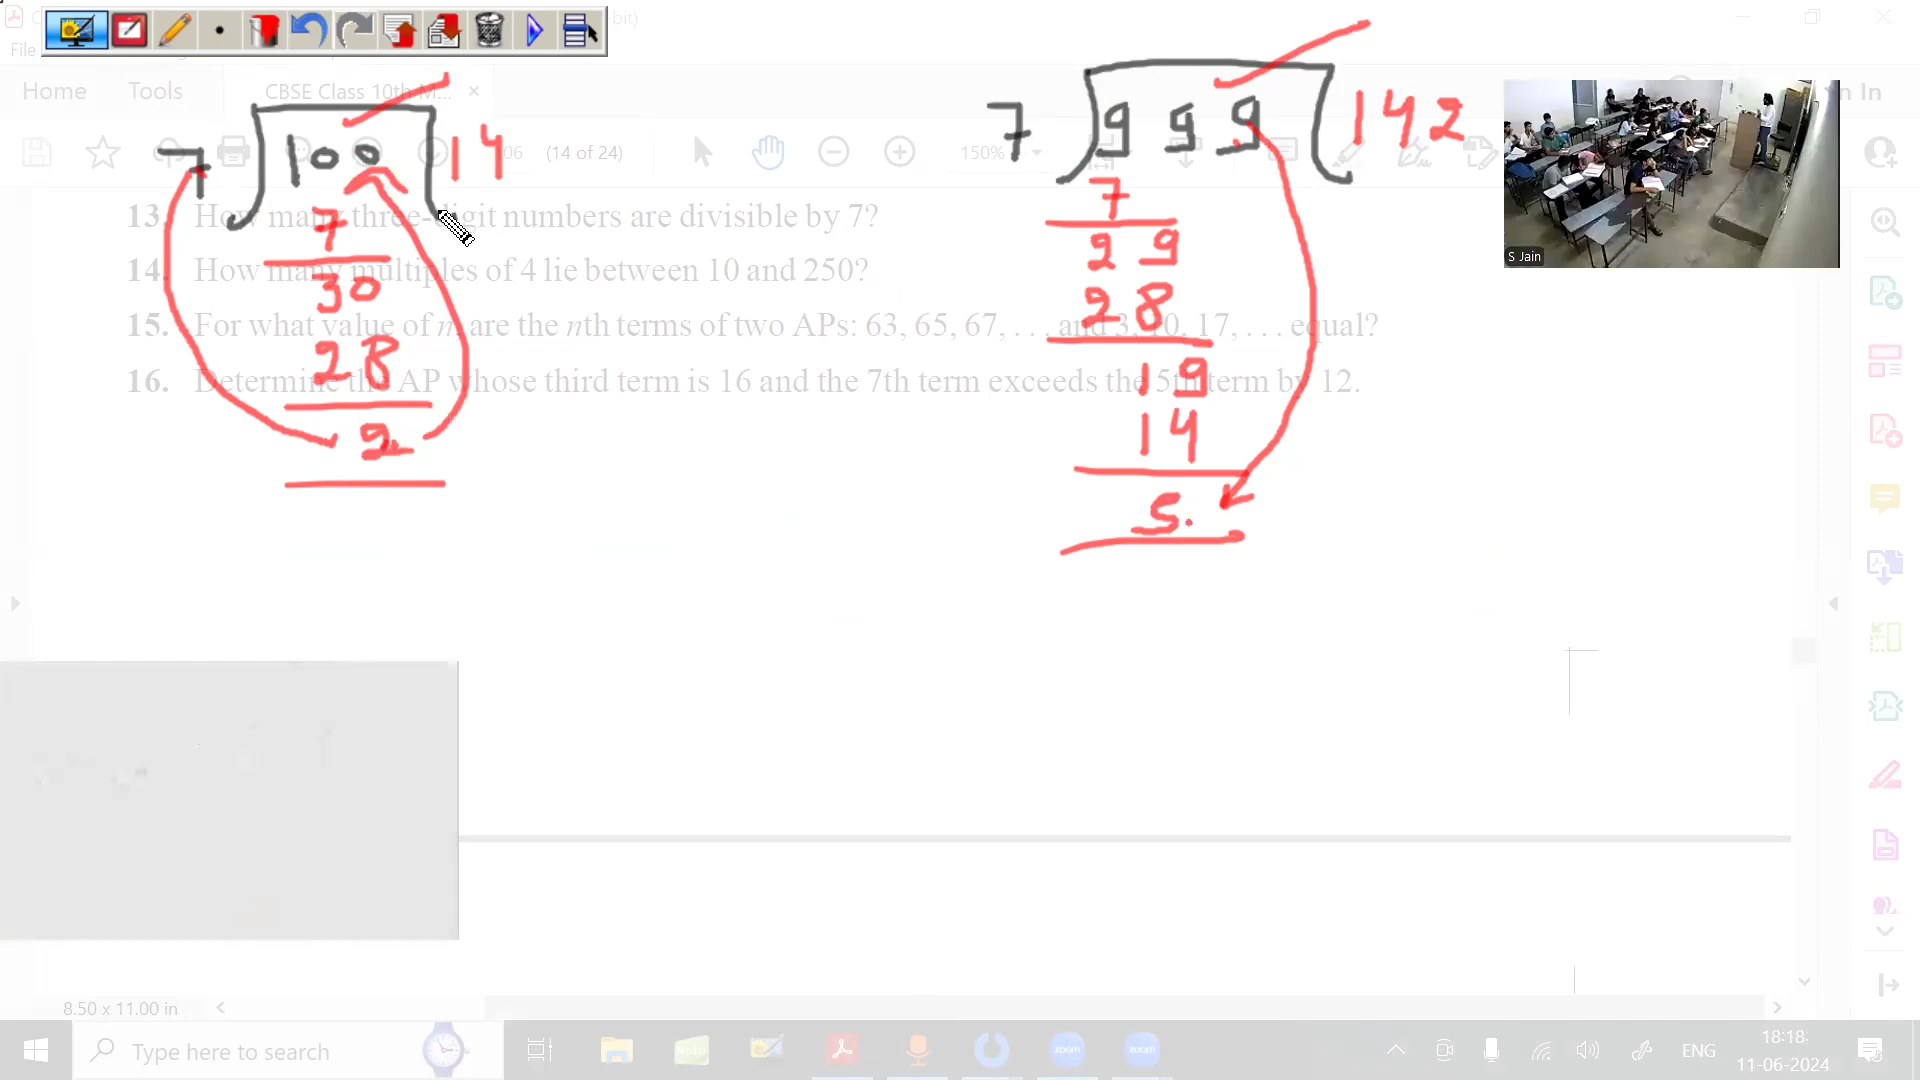 -bit)
File
Home
Tools
CBSE Class 10th M...
n In
06
(14 of 24)
150%
7
100
14
7
30
28
2
7
999
142
7
29
28
19
14
5.
S Jain
13. How many three-digit numbers are divisible by 7?
14. How many multiples of 4 lie between 10 and 250?
15. For what value of n, are the nth terms of two APs: 63, 65, 67, . . . and 3, 10, 17, . . . equal?
16. Determine the AP whose third term is 16 and the 7th term exceeds the 5th term by 12.
8.50 x 11.00 in
Type here to search
zoom
zoom
ENG
18:18
11-06-2024